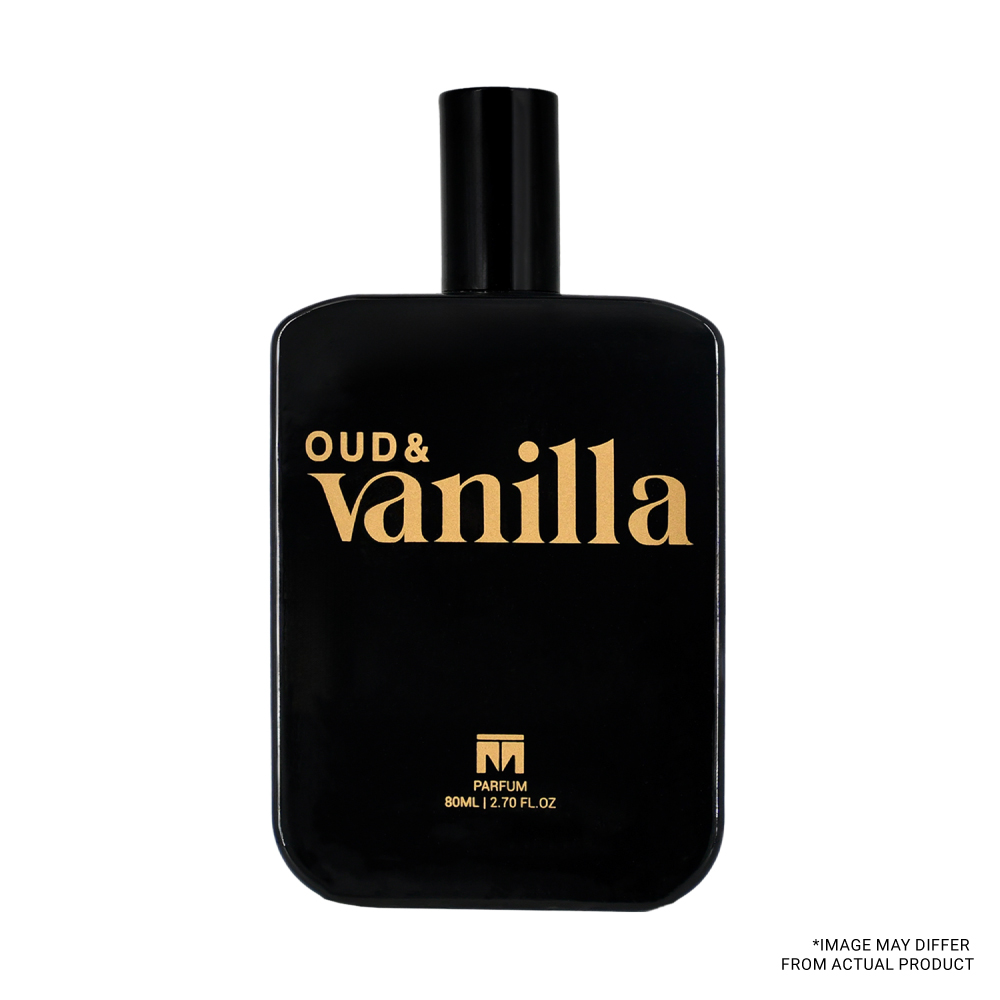 OUD&
vanilla
PARFUM
80ML | 2.70 FL.OZ
*IMAGE MAY DIFFER
FROM ACTUAL PRODUCT